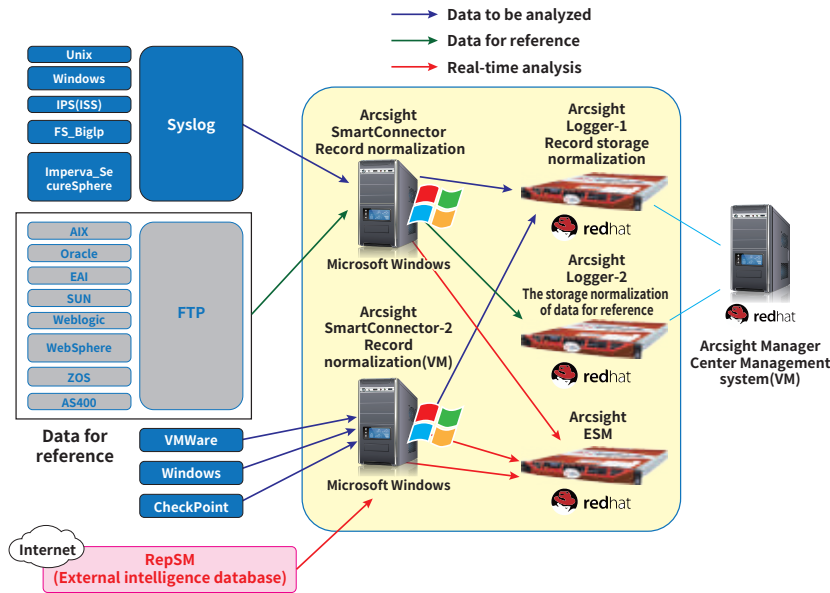 Data to be analyzed
Data for reference
Real-time analysis
Unix
Windows
IPS(ISS)
FS_BigIp
Imperva_Se
cureSphere
Syslog
AIX
Oracle
EAI
SUN
Weblogic
WebSphere
ZOS
AS400
FTP
Data for
reference
VMWare
Windows
CheckPoint
Internet
RepSM
(External intelligence database)
Arcsight
SmartConnector
Record normalization
Microsoft Windows
Arcsight
SmartConnector-2
Record
normalization(VM)
Microsoft Windows
Arcsight
Logger-1
Record storage
normalization
redhat
Arcsight
Logger-2
The storage normalization
of data for reference
redhat
Arcsight
ESM
redhat
redhat
Arcsight Manager
Center Management
system(VM)